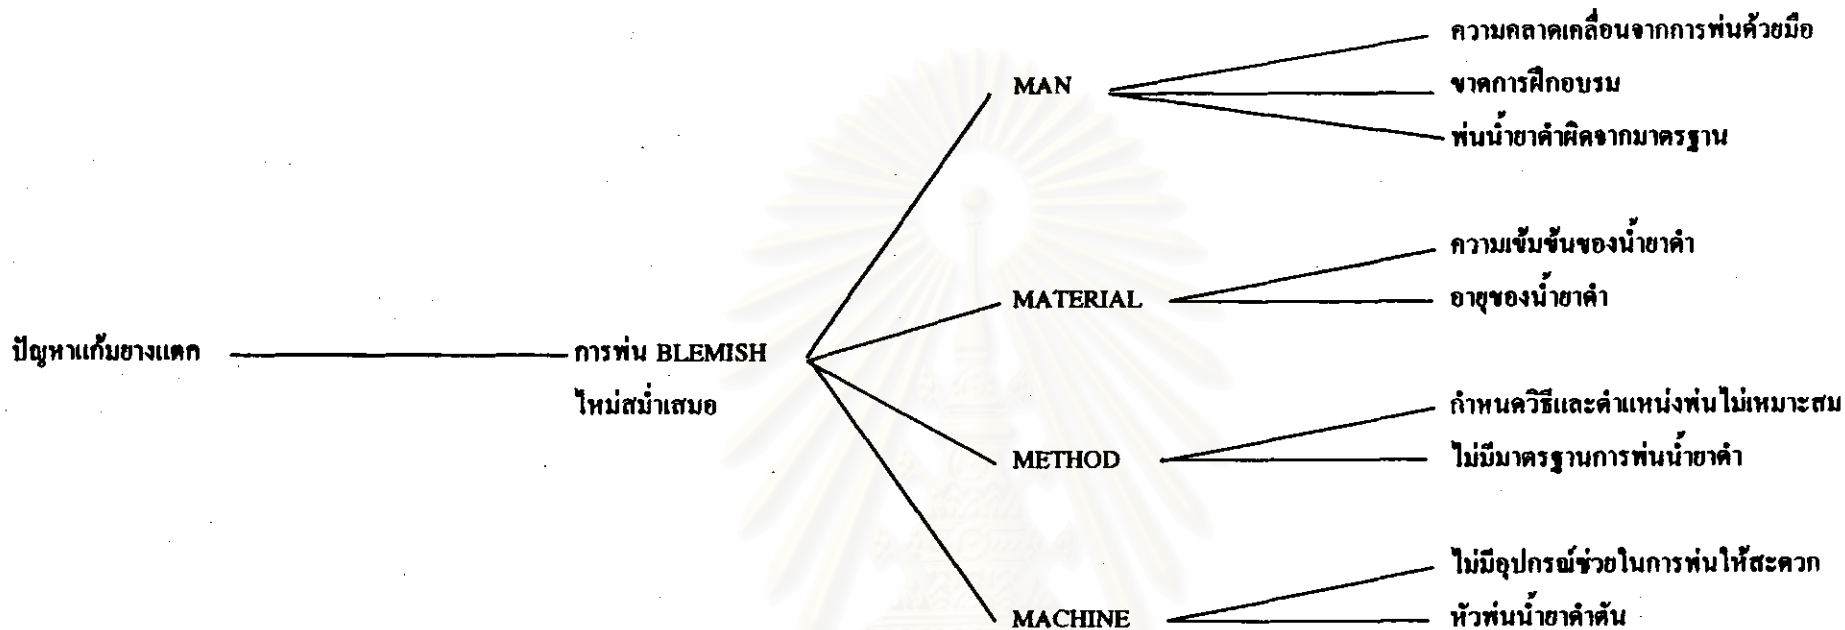 ความคลาดเคลื่อนจากการพ่นด้วยมือ
MAN
ขาดการฝึกอบรม
พ่นน้ำยาดำผิดจากมาตรฐาน
ความเข้มข้นของน้ำยาดำ
MATERIAL
อายุของน้ำยาดำ
ปัญหาแก้มยางแตก
การพ่น BLEMISH
ไหม่สม่ำเสมอ
กำหนดวิธีและตำแหน่งพ่นไม่เหมาะสม
METHOD
ไม่มีมาตรฐานการพ่นน้ำยาดำ
ไม่มีอุปกรณ์ช่วยในการพ่นให้สะดวก
MACHINE
หัวพ่นน้ำยาดำตัน